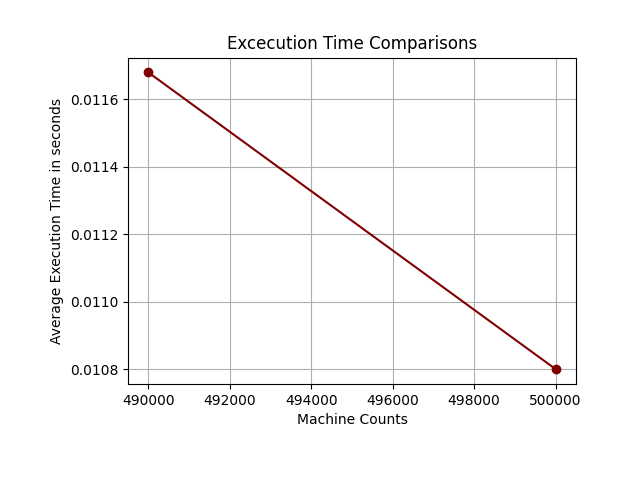 Excecution Time Comparisons
Average Execution Time in seconds
0.0116
0.0114
0.0112
0.0110
0.0108
490000 492000 494000 496000 498000 500000
Machine Counts